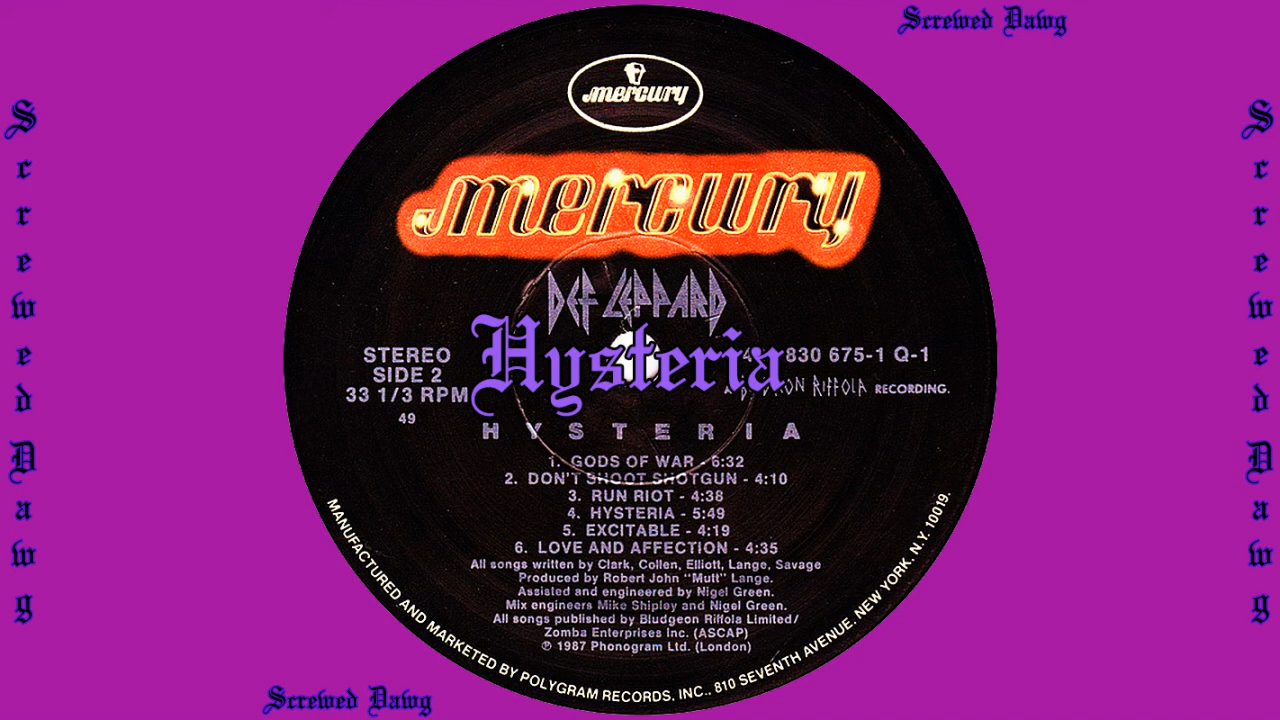 Screwed Dawg
mercury
mercury
DEF LEPPARD
Hysteria
STEREO
SIDE 2
33 1/3 RPM
49
830 675-1 Q-1
A RIFFOLA RECORDING.
HYSTERIA
1. GODS OF WAR - 6:32
2. DON'T SHOOT SHOTGUN - 4:10
3. RUN RIOT - 4:38
4. HYSTERIA - 5:49
5. EXCITABLE - 4:19
6. LOVE AND AFFECTION - 4:35
All songs written by Clark, Collen, Elliott, Lange, Savage
Produced by Robert John "Mutt" Lange.
Assisted and engineered by Nigel Green.
Mix engineers Mike Shipley and Nigel Green.
All songs published by Bludgeon Riffola Limited/
Zomba Enterprises Inc. (ASCAP)
℗ 1987 Phonogram Ltd. (London)
MANUFACTURED AND MARKETED BY POLYGRAM RECORDS, INC., 810 SEVENTH AVENUE, NEW YORK, N.Y. 10019.
Screwed Dawg
Screwed Dawg
Screwed Dawg